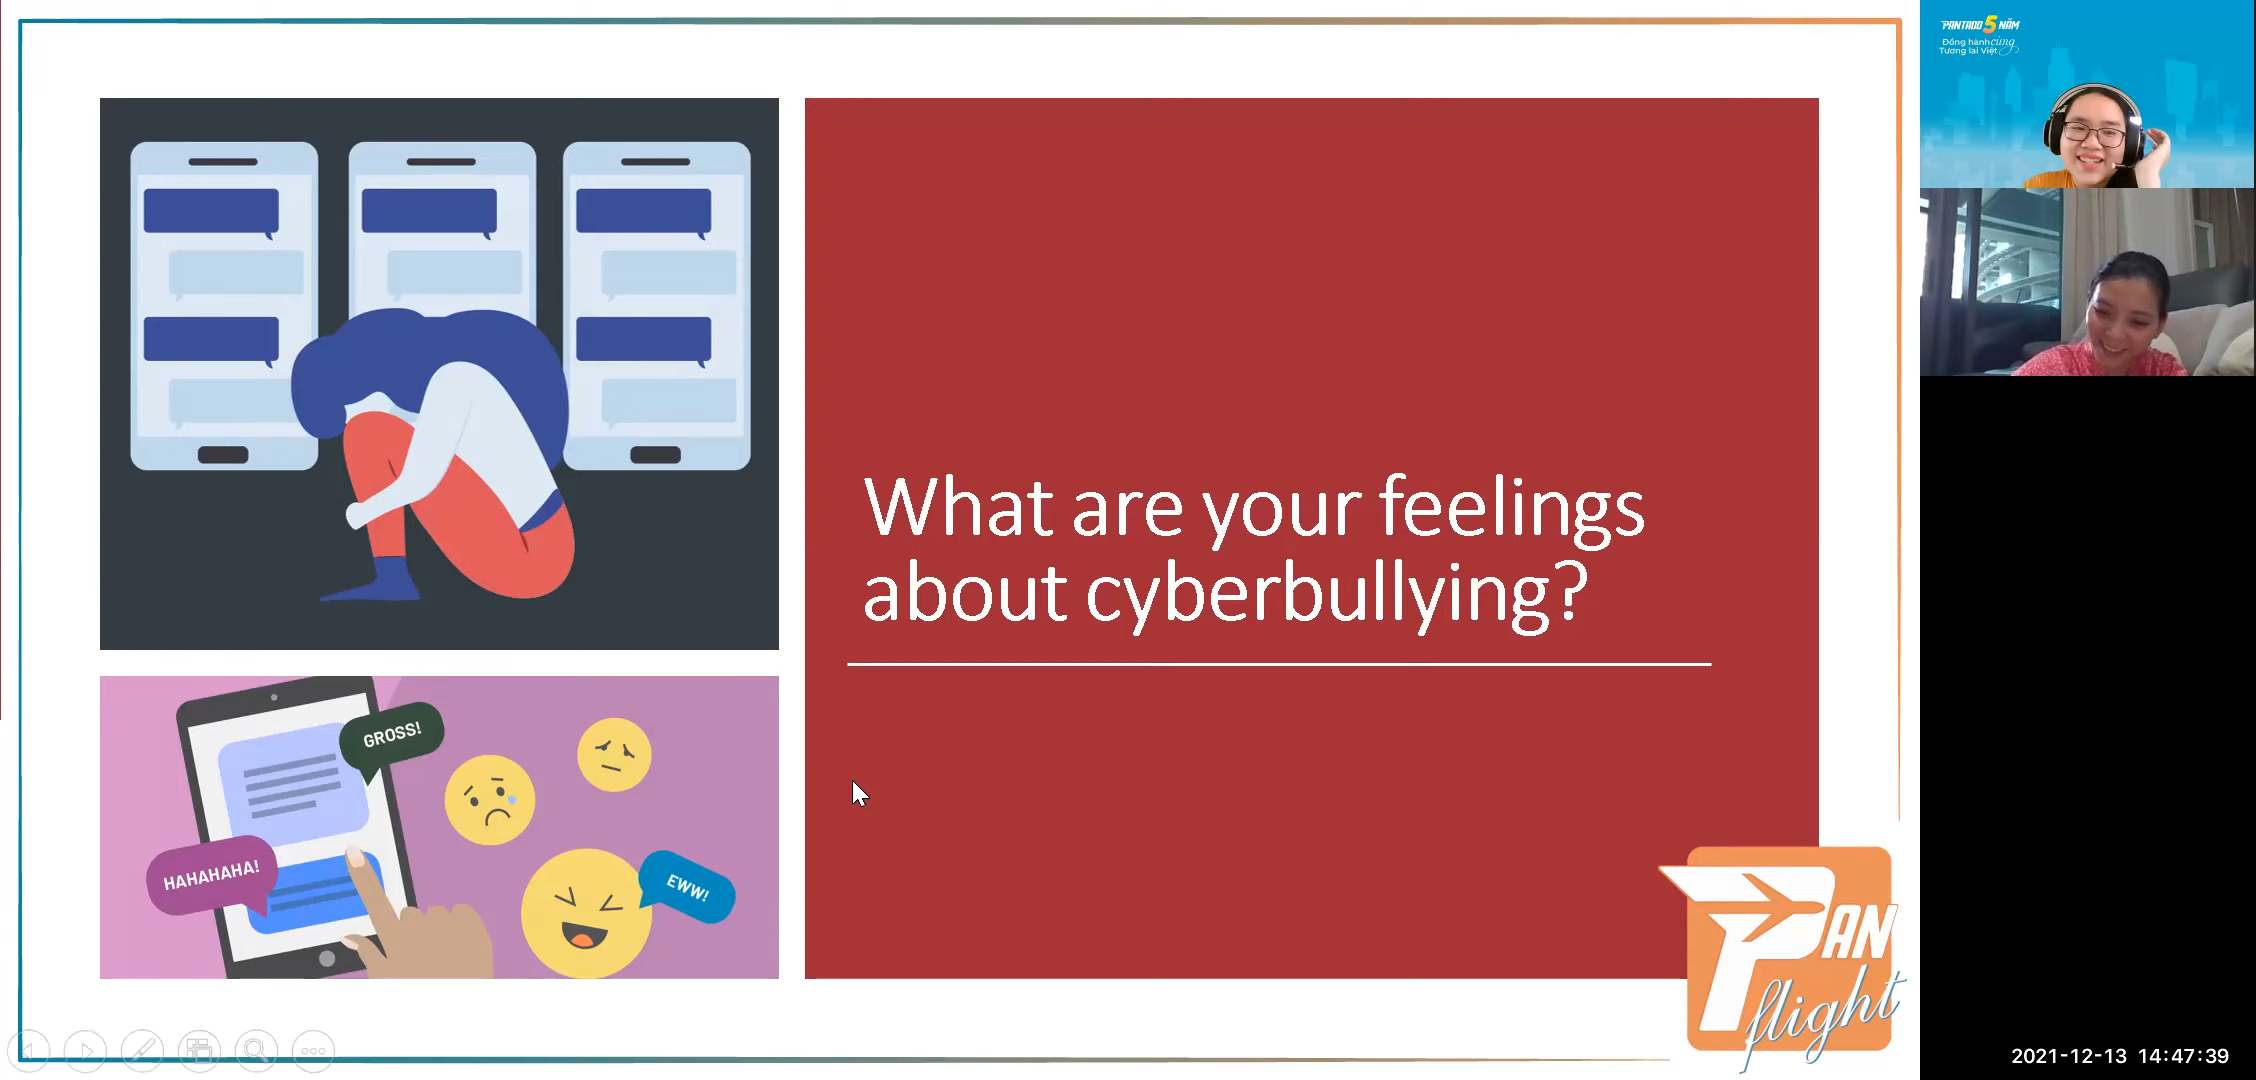 What are your feelings
about cyberbullying?
GROSS!
HAHAHAHA!
EWW!
PAN
flight
PANTADO 5 NĂM
Đồng hành cùng
Tương lai Việt
2021-12-13 14:47:39